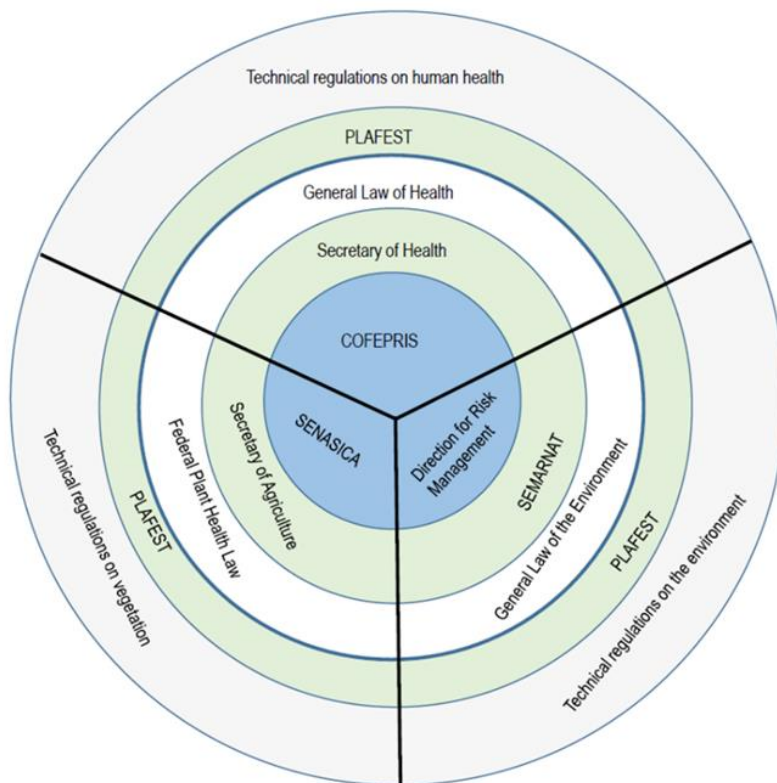 Technical regulations on human health
PLAFEST
General Law of Health
Secretary of Health
COFEPRIS
SENASICA
Secretary of Agriculture
Federal Plant Health Law
PLAFEST
Technical regulations on vegetation
Direction for Risk
Management
SEMARNAT
General Law of the Environment
PLAFEST
Technical regulations on the environment